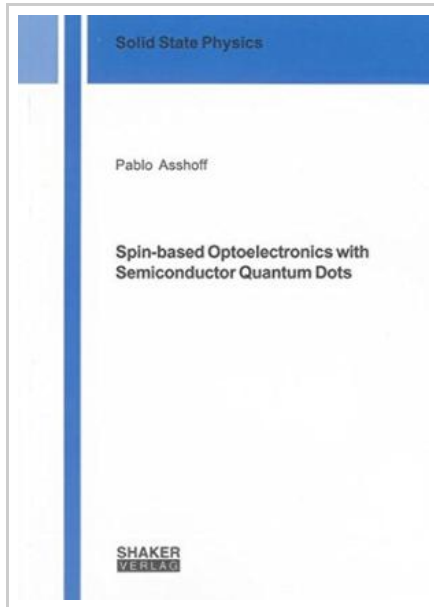 Solid State Physics
Pablo Asshoff
Spin-based Optoelectronics with
Semiconductor Quantum Dots
SHAKER
VERLAG